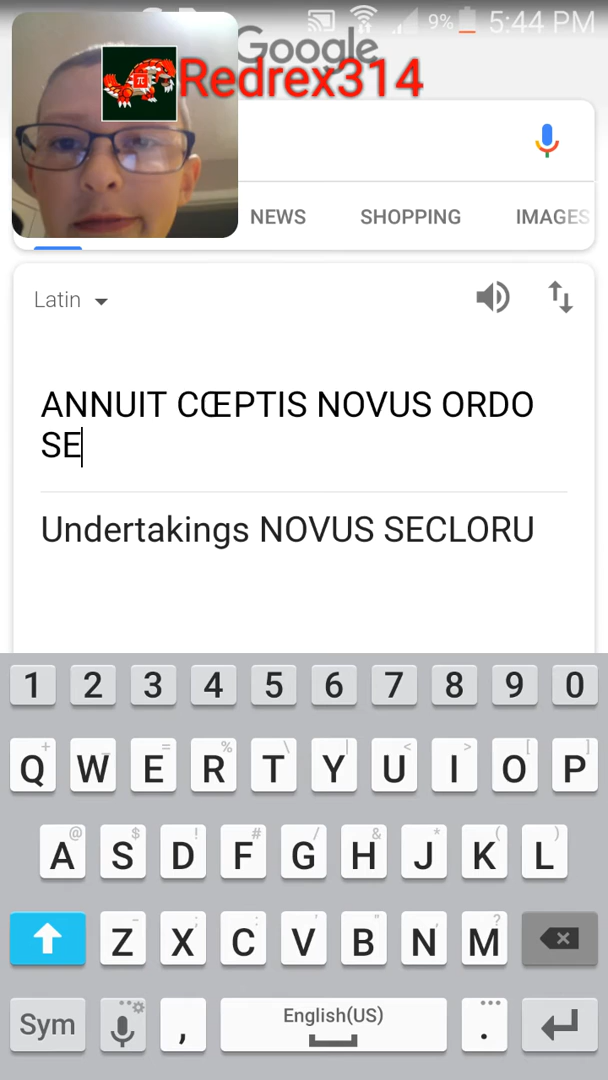 9% 5:44 PM
Google
π Redrex314
NEWS SHOPPING IMAGES
Latin
ANNUIT CŒPTIS NOVUS ORDO
SE
Undertakings NOVUS SECLORU
1 2 3 4 5 6 7 8 9 0
+ _ = % \ | < > [ ]
Q W E R T Y U I O P
@ $ ! # / & * ( )
A S D F G H J K L
- ; : ' " , ?
Z X C V B N M
Sym , English(US) .